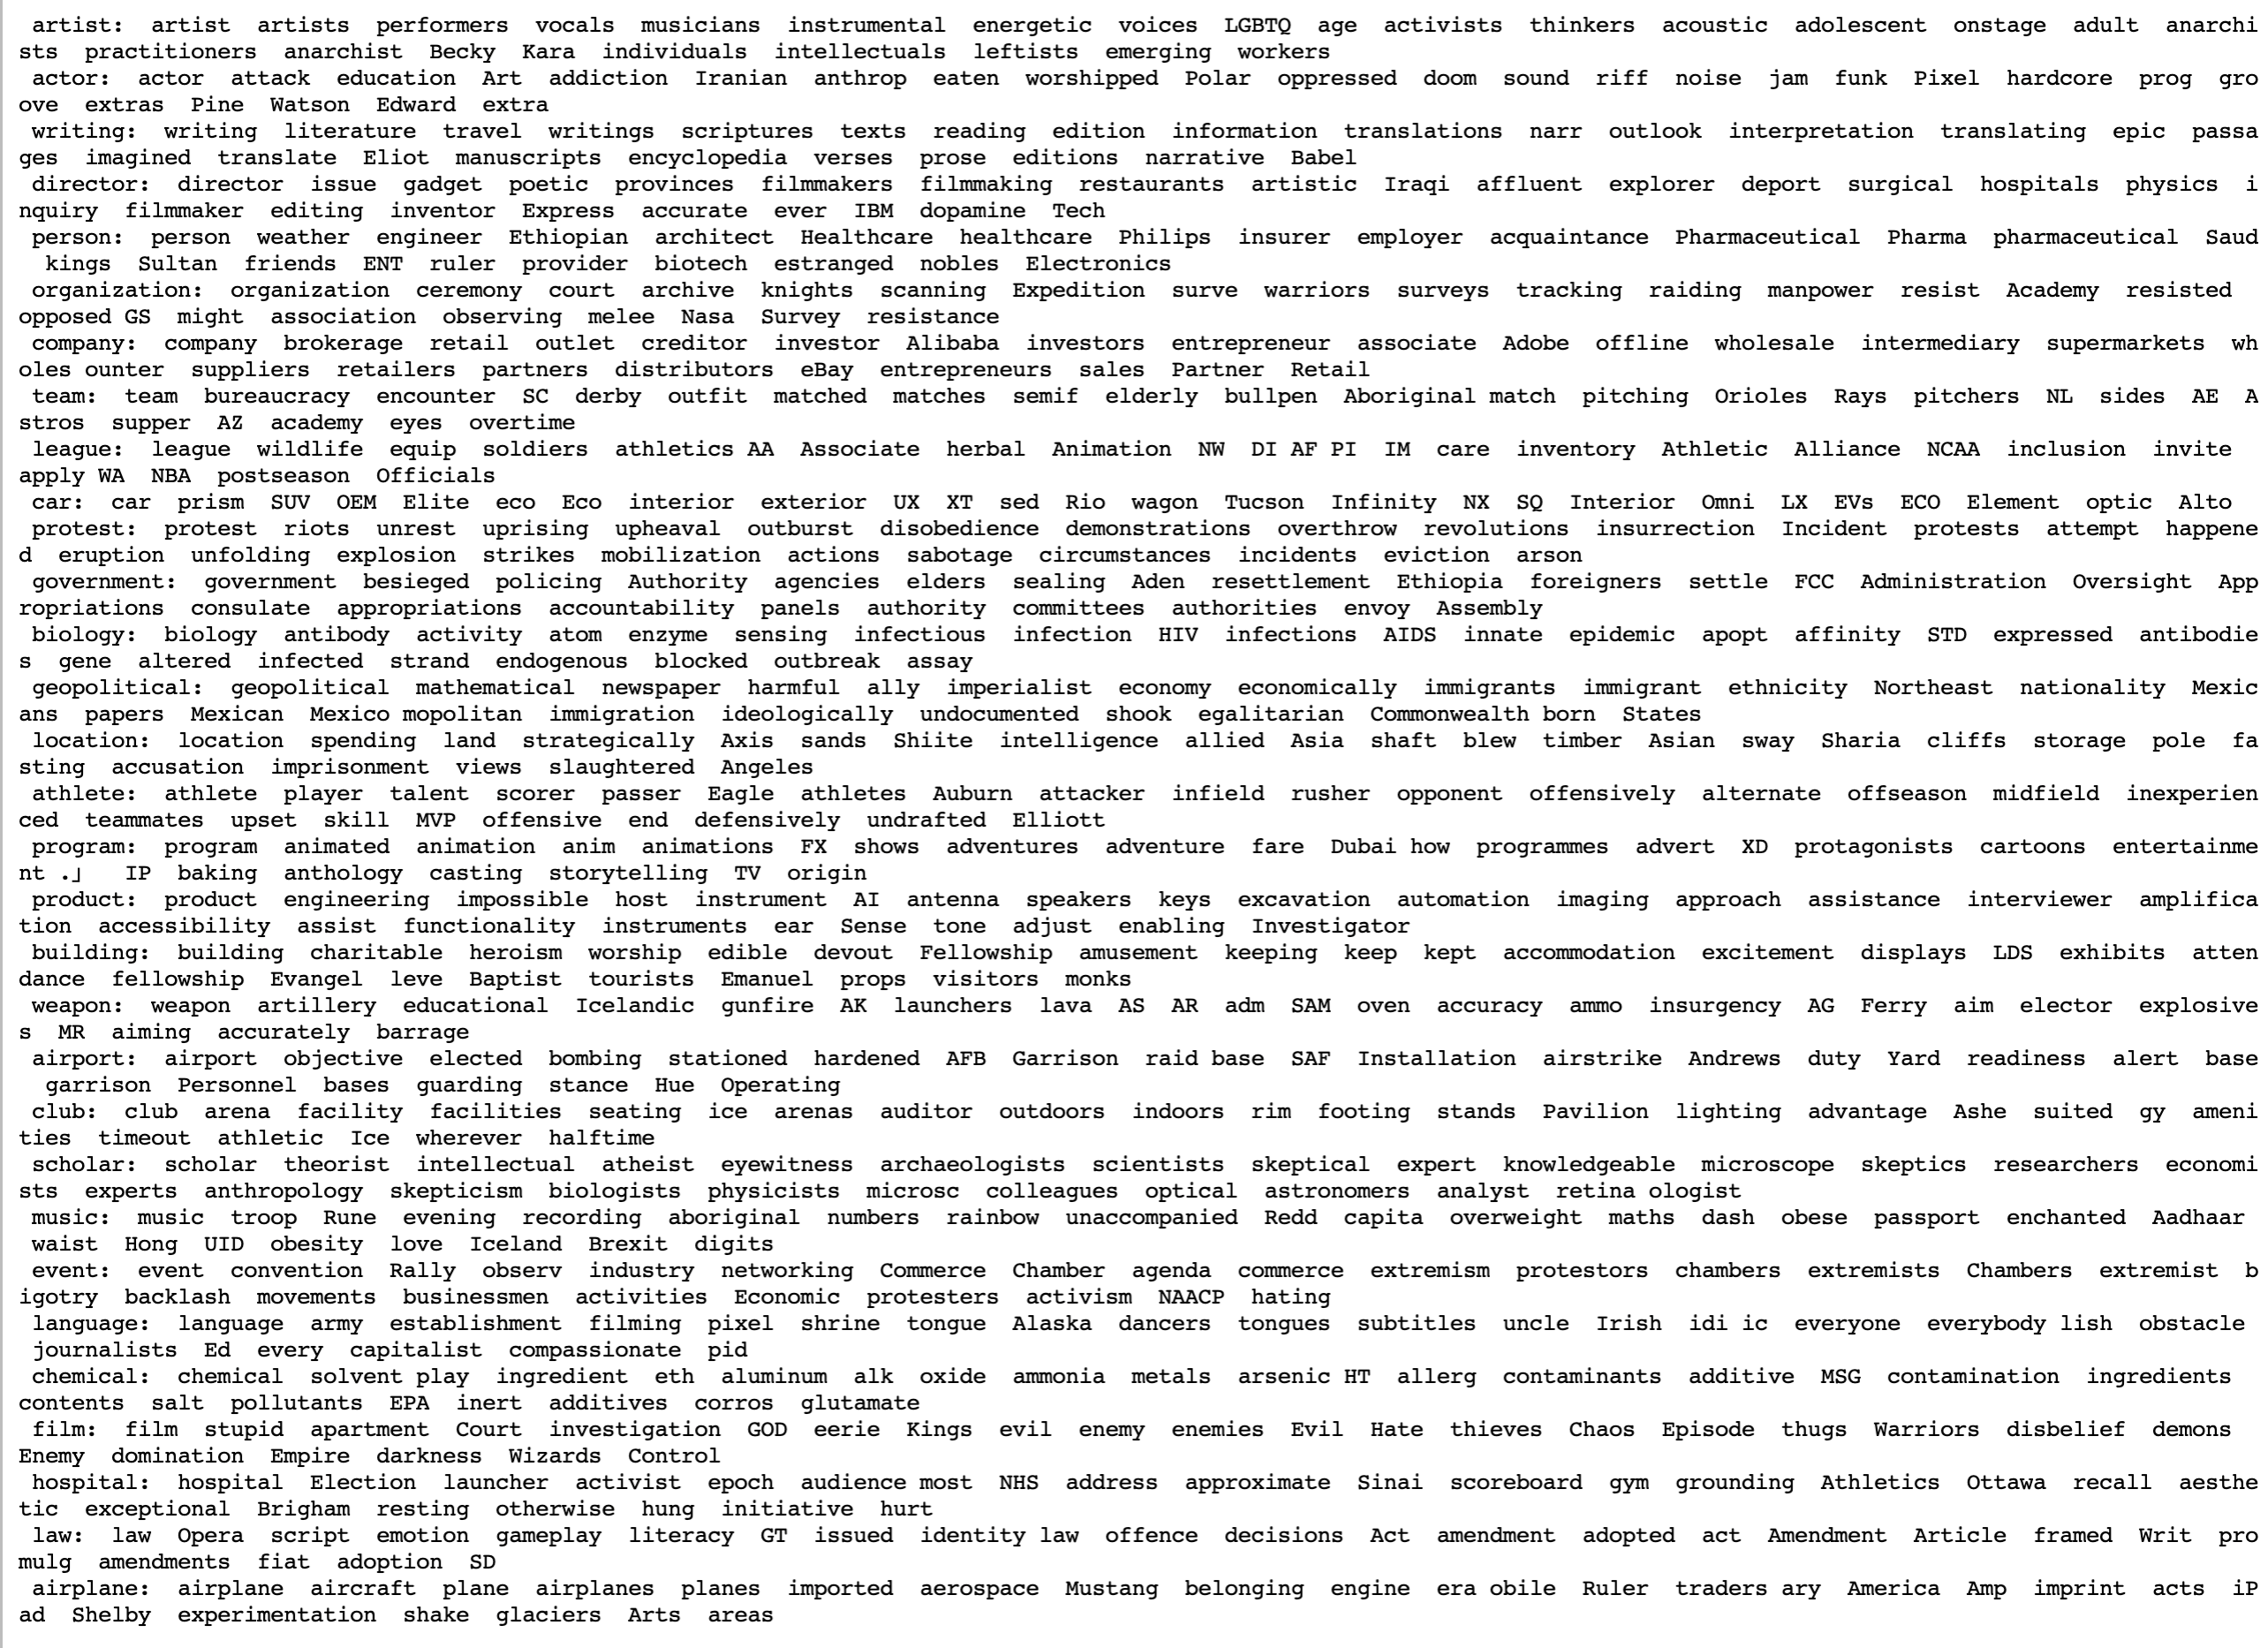 artist: artist artists performers vocals musicians instrumental energetic voices LGBTQ age activists thinkers acoustic adolescent onstage adult anarchi
sts practitioners anarchist Becky Kara individuals intellectuals leftists emerging workers
actor: actor attack education Art addiction Iranian anthrop eaten worshipped Polar oppressed doom sound riff noise jam funk Pixel hardcore prog gro
ove extras Pine Watson Edward extra
writing: writing literature travel writings scriptures texts reading edition information translations narr outlook interpretation translating epic passa
ges imagined translate Eliot manuscripts encyclopedia verses prose editions narrative Babel
director: director issue gadget poetic provinces filmmakers filmmaking restaurants artistic Iraqi affluent explorer deport surgical hospitals physics i
nquiry filmmaker editing inventor Express accurate ever IBM dopamine Tech
person: person weather engineer Ethiopian architect Healthcare healthcare Philips insurer employer acquaintance Pharmaceutical Pharma pharmaceutical Saud
kings Sultan friends ENT ruler provider biotech estranged nobles Electronics
organization: organization ceremony court archive knights scanning Expedition surve warriors surveys tracking raiding manpower resist Academy resisted
opposed GS might association observing melee Nasa Survey resistance
company: company brokerage retail outlet creditor investor Alibaba investors entrepreneur associate Adobe offline wholesale intermediary supermarkets wh
oles ounter suppliers retailers partners distributors eBay entrepreneurs sales Partner Retail
team: team bureaucracy encounter SC derby outfit matched matches semif elderly bullpen Aboriginal match pitching Orioles Rays pitchers NL sides AE A
stros supper AZ academy eyes overtime
league: league wildlife equip soldiers athletics AA Associate herbal Animation NW DI AF PI IM care inventory Athletic Alliance NCAA inclusion invite
apply WA NBA postseason Officials
car: car prism SUV OEM Elite eco Eco interior exterior UX XT sed Rio wagon Tucson Infinity NX SQ Interior Omni LX EVs ECO Element optic Alto
protest: protest riots unrest uprising upheaval outburst disobedience demonstrations overthrow revolutions insurrection Incident protests attempt happene
d eruption unfolding explosion strikes mobilization actions sabotage circumstances incidents eviction arson
government: government besieged policing Authority agencies elders sealing Aden resettlement Ethiopia foreigners settle FCC Administration Oversight App
ropriations consulate appropriations accountability panels authority committees authorities envoy Assembly
biology: biology antibody activity atom enzyme sensing infectious infection HIV infections AIDS innate epidemic apopt affinity STD expressed antibodie
s gene altered infected strand endogenous blocked outbreak assay
geopolitical: geopolitical mathematical newspaper harmful ally imperialist economy economically immigrants immigrant ethnicity Northeast nationality Mexic
ans papers Mexican Mexico mopolitan immigration ideologically undocumented shook egalitarian Commonwealth born States
location: location spending land strategically Axis sands Shiite intelligence allied Asia shaft blew timber Asian sway Sharia cliffs storage pole fa
sting accusation imprisonment views slaughtered Angeles
athlete: athlete player talent scorer passer Eagle athletes Auburn attacker infield rusher opponent offensively alternate offseason midfield inexperien
ced teammates upset skill MVP offensive end defensively undrafted Elliott
program: program animated animation anim animations FX shows adventures adventure fare Dubai how programmes advert XD protagonists cartoons entertainme
nt .」 IP baking anthology casting storytelling TV origin
product: product engineering impossible host instrument AI antenna speakers keys excavation automation imaging approach assistance interviewer amplifica
tion accessibility assist functionality instruments ear Sense tone adjust enabling Investigator
building: building charitable heroism worship edible devout Fellowship amusement keeping keep kept accommodation excitement displays LDS exhibits atten
dance fellowship Evangel leve Baptist tourists Emanuel props visitors monks
weapon: weapon artillery educational Icelandic gunfire AK launchers lava AS AR adm SAM oven accuracy ammo insurgency AG Ferry aim elector explosive
s MR aiming accurately barrage
airport: airport objective elected bombing stationed hardened AFB Garrison raid base SAF Installation airstrike Andrews duty Yard readiness alert base
garrison Personnel bases guarding stance Hue Operating
club: club arena facility facilities seating ice arenas auditor outdoors indoors rim footing stands Pavilion lighting advantage Ashe suited gy ameni
ties timeout athletic Ice wherever halftime
scholar: scholar theorist intellectual atheist eyewitness archaeologists scientists skeptical expert knowledgeable microscope skeptics researchers economi
sts experts anthropology skepticism biologists physicists microsc colleagues optical astronomers analyst retina ologist
music: music troop Rune evening recording aboriginal numbers rainbow unaccompanied Redd capita overweight maths dash obese passport enchanted Aadhaar
waist Hong UID obesity love Iceland Brexit digits
event: event convention Rally observ industry networking Commerce Chamber agenda commerce extremism protestors chambers extremists Chambers extremist b
igotry backlash movements businessmen activities Economic protesters activism NAACP hating
language: language army establishment filming pixel shrine tongue Alaska dancers tongues subtitles uncle Irish idi ic everyone everybody lish obstacle
journalists Ed every capitalist compassionate pid
chemical: chemical solvent play ingredient eth aluminum alk oxide ammonia metals arsenic HT allerg contaminants additive MSG contamination ingredients
contents salt pollutants EPA inert additives corros glutamate
film: film stupid apartment Court investigation GOD eerie Kings evil enemy enemies Evil Hate thieves Chaos Episode thugs Warriors disbelief demons
Enemy domination Empire darkness Wizards Control
hospital: hospital Election launcher activist epoch audience most NHS address approximate Sinai scoreboard gym grounding Athletics Ottawa recall aesthe
tic exceptional Brigham resting otherwise hung initiative hurt
law: law Opera script emotion gameplay literacy GT issued identity law offence decisions Act amendment adopted act Amendment Article framed Writ pro
mulg amendments fiat adoption SD
airplane: airplane aircraft plane airplanes planes imported aerospace Mustang belonging engine era obile Ruler traders ary America Amp imprint acts iP
ad Shelby experimentation shake glaciers Arts areas